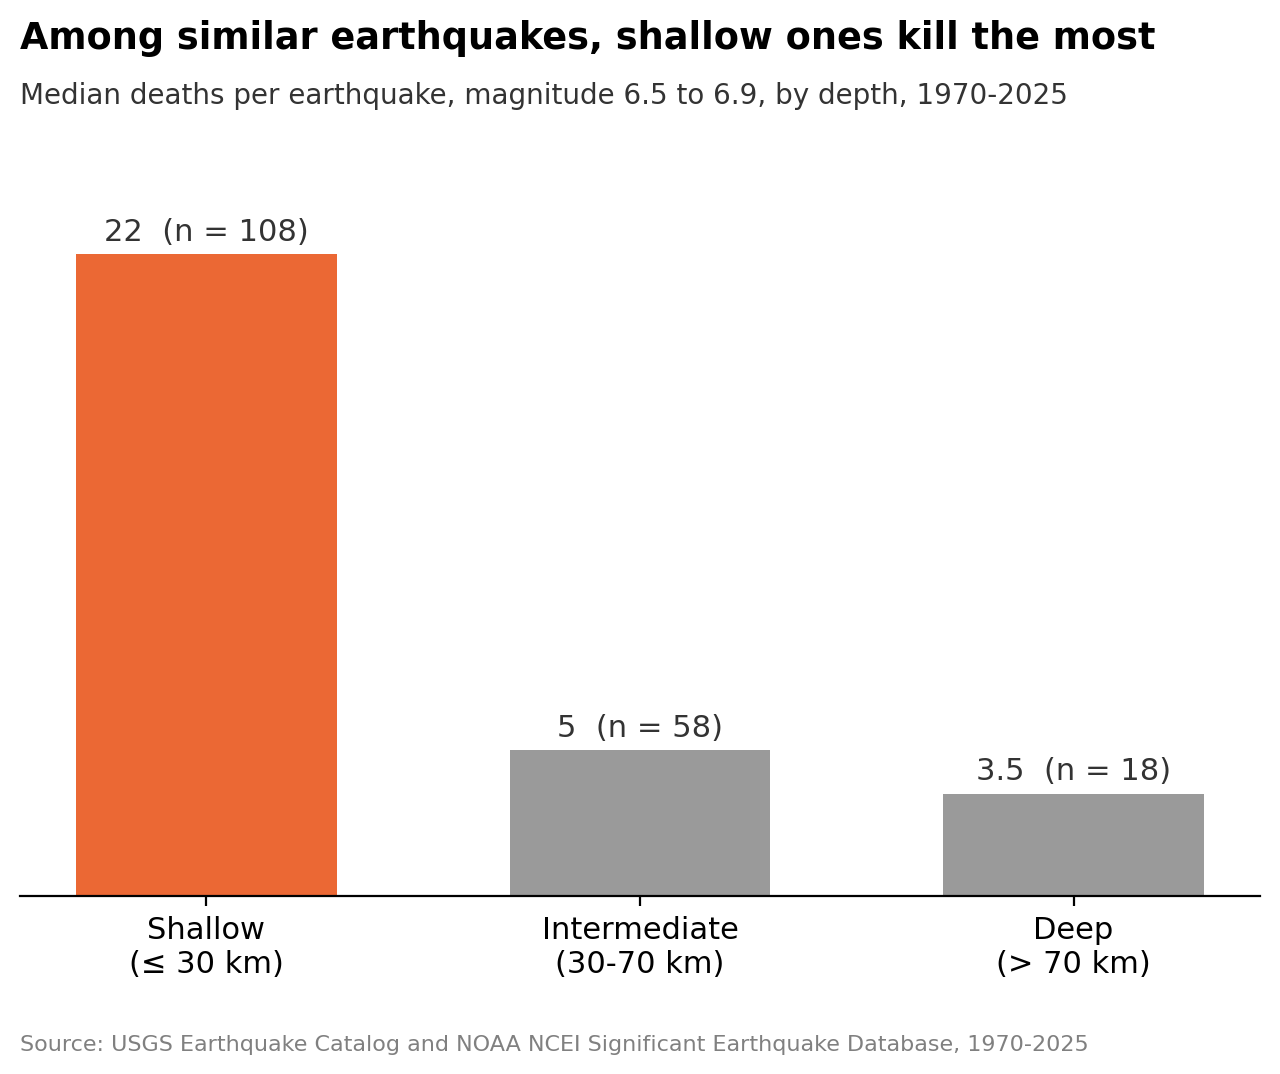 Among similar earthquakes, shallow ones kill the most
Median deaths per earthquake, magnitude 6.5 to 6.9, by depth, 1970-2025
22 (n = 108)
5 (n = 58)
3.5 (n = 18)
Shallow
(≤ 30 km)
Intermediate
(30-70 km)
Deep
(> 70 km)
Source: USGS Earthquake Catalog and NOAA NCEI Significant Earthquake Database, 1970-2025